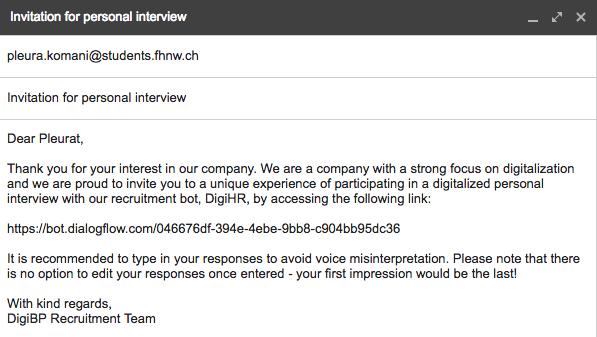 Invitation for personal interview
pleura.komani@students.fhnw.ch
Invitation for personal interview
Dear Pleurat,
Thank you for your interest in our company. We are a company with a strong focus on digitalization
and we are proud to invite you to a unique experience of participating in a digitalized personal
interview with our recruitment bot, DigiHR, by accessing the following link:
https://bot.dialogflow.com/046676df-394e-4ebe-9bb8-c904bb95dc36
It is recommended to type in your responses to avoid voice misinterpretation. Please note that there
is no option to edit your responses once entered - your first impression would be the last!
With kind regards,
DigiBP Recruitment Team